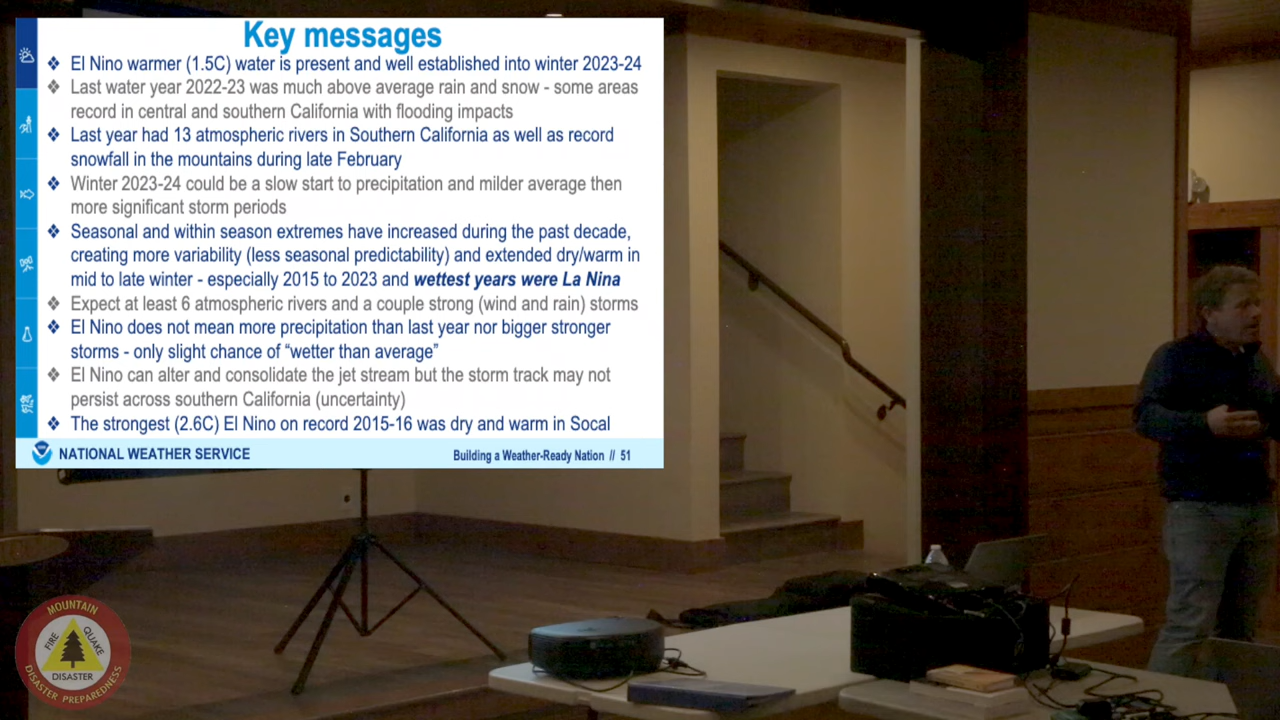 Key messages
❖ El Nino warmer (1.5C) water is present and well established into winter 2023-24
❖ Last water year 2022-23 was much above average rain and snow - some areas
record in central and southern California with flooding impacts
❖ Last year had 13 atmospheric rivers in Southern California as well as record
snowfall in the mountains during late February
❖ Winter 2023-24 could be a slow start to precipitation and milder average then
more significant storm periods
❖ Seasonal and within season extremes have increased during the past decade,
creating more variability (less seasonal predictability) and extended dry/warm in
mid to late winter - especially 2015 to 2023 and wettest years were La Nina
❖ Expect at least 6 atmospheric rivers and a couple strong (wind and rain) storms
❖ El Nino does not mean more precipitation than last year nor bigger stronger
storms - only slight chance of “wetter than average”
❖ El Nino can alter and consolidate the jet stream but the storm track may not
persist across southern California (uncertainty)
❖ The strongest (2.6C) El Nino on record 2015-16 was dry and warm in Socal
NATIONAL WEATHER SERVICE
Building a Weather-Ready Nation // 51
MOUNTAIN
FIRE
QUAKE
DISASTER
DISASTER PREPAREDNESS